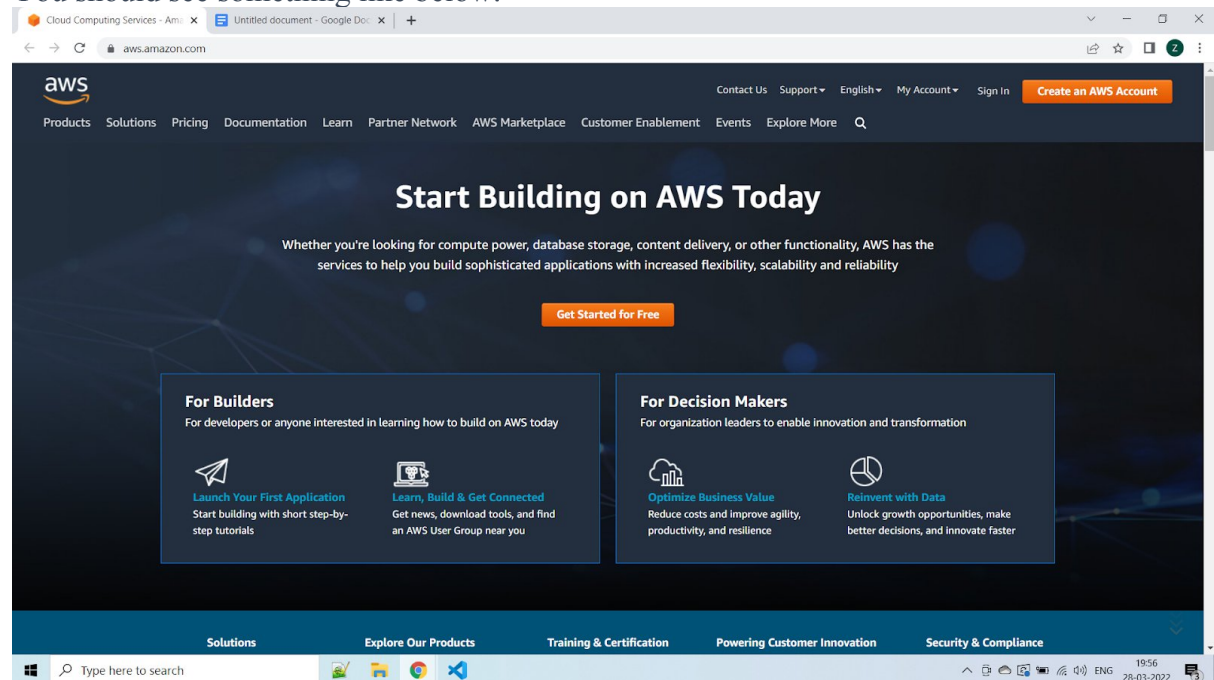 You should see something like below.
Cloud Computing Services - Ama
Untitled document - Google Doc
aws.amazon.com
Z
aws
Contact Us Support English My Account Sign In Create an AWS Account
Products Solutions Pricing Documentation Learn Partner Network AWS Marketplace Customer Enablement Events Explore More
Start Building on AWS Today
Whether you're looking for compute power, database storage, content delivery, or other functionality, AWS has the
services to help you build sophisticated applications with increased flexibility, scalability and reliability
Get Started for Free
For Builders
For developers or anyone interested in learning how to build on AWS today
Launch Your First Application
Start building with short step-by-
step tutorials
Learn, Build & Get Connected
Get news, download tools, and find
an AWS User Group near you
For Decision Makers
For organization leaders to enable innovation and transformation
Optimize Business Value
Reduce costs and improve agility,
productivity, and resilience
Reinvent with Data
Unlock growth opportunities, make
better decisions, and innovate faster
Solutions Explore Our Products Training & Certification Powering Customer Innovation Security & Compliance
Type here to search
ENG
19:56
28-03-2022
3